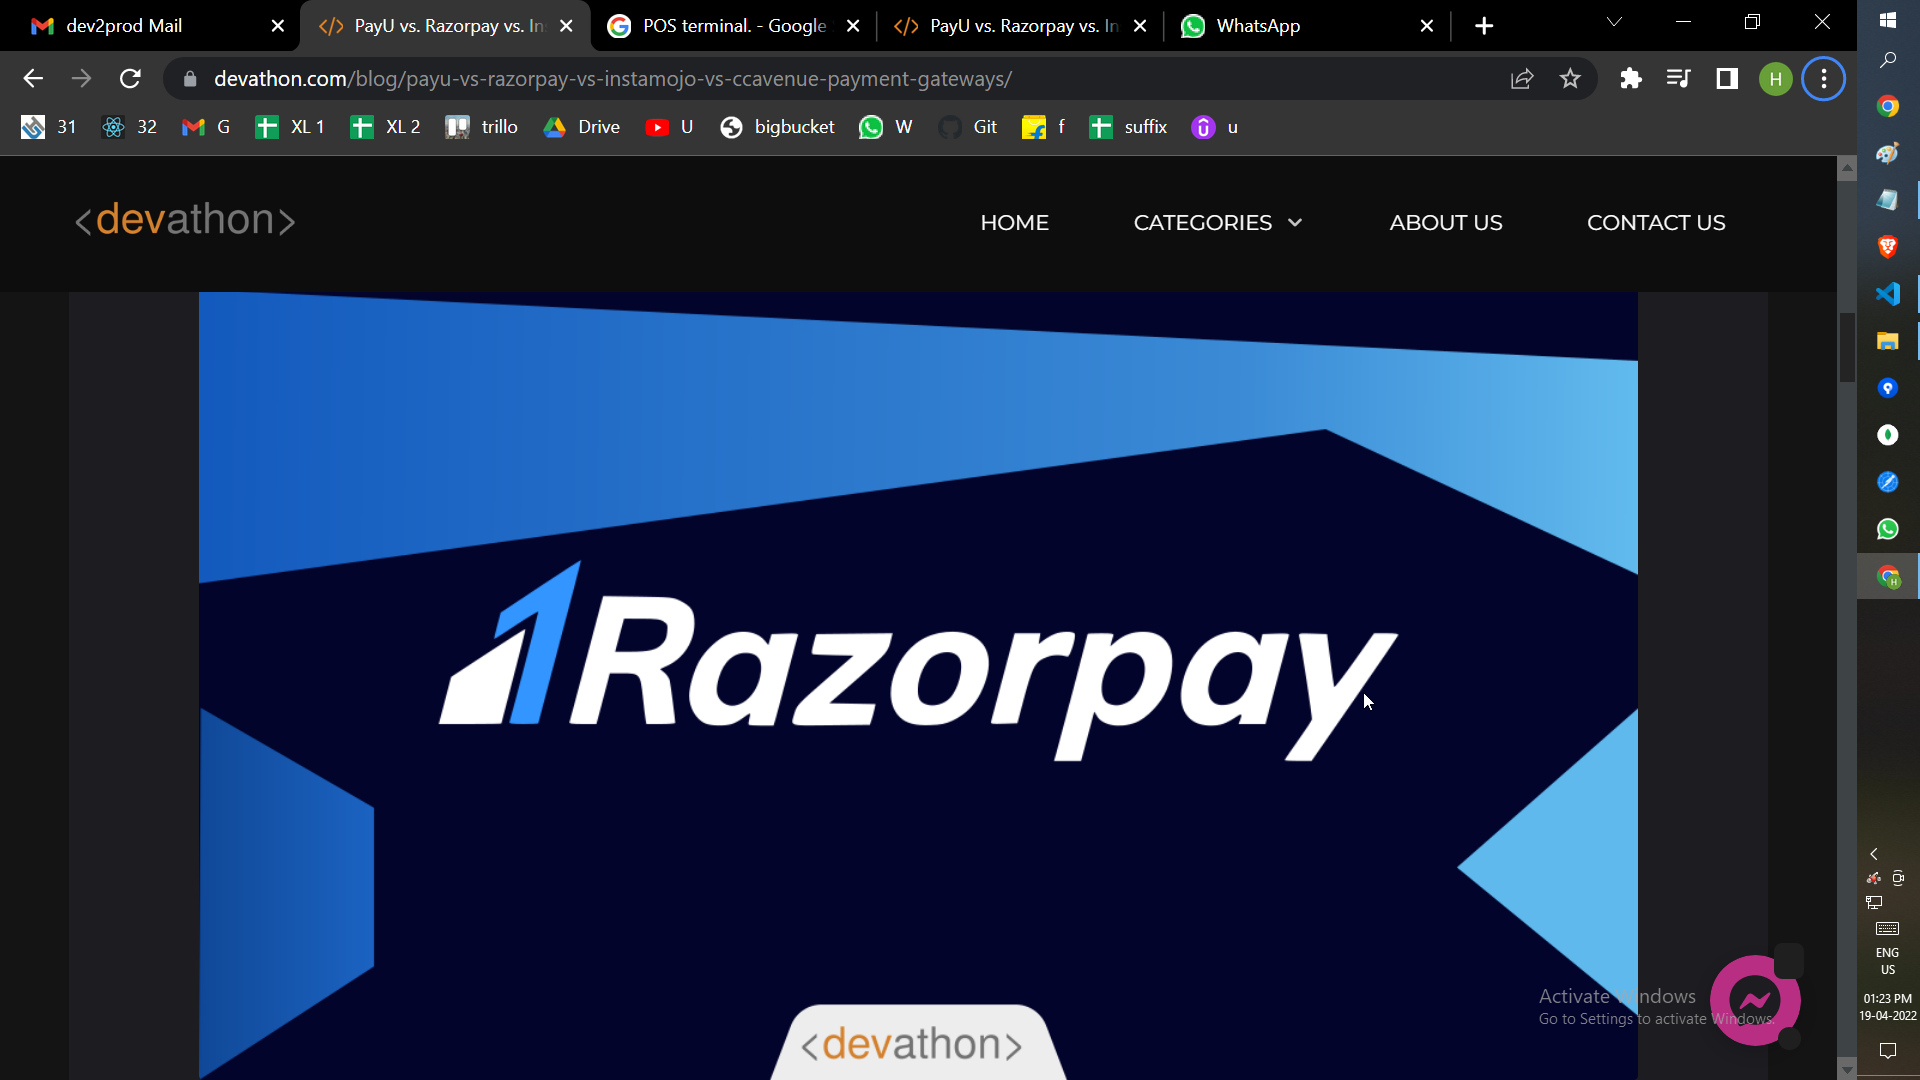 dev2prod Mail
PayU vs. Razorpay vs. In
POS terminal. - Google
PayU vs. Razorpay vs. In
WhatsApp
devathon.com/blog/payu-vs-razorpay-vs-instamojo-vs-ccavenue-payment-gateways/
H
31
32
G
XL 1
XL 2
trillo
Drive
U
bigbucket
W
Git
f
suffix
u
<devathon>
HOME
CATEGORIES
ABOUT US
CONTACT US
Razorpay
<devathon>
Activate Windows
Go to Settings to activate Windows.
ENG
US
01:23 PM
19-04-2022